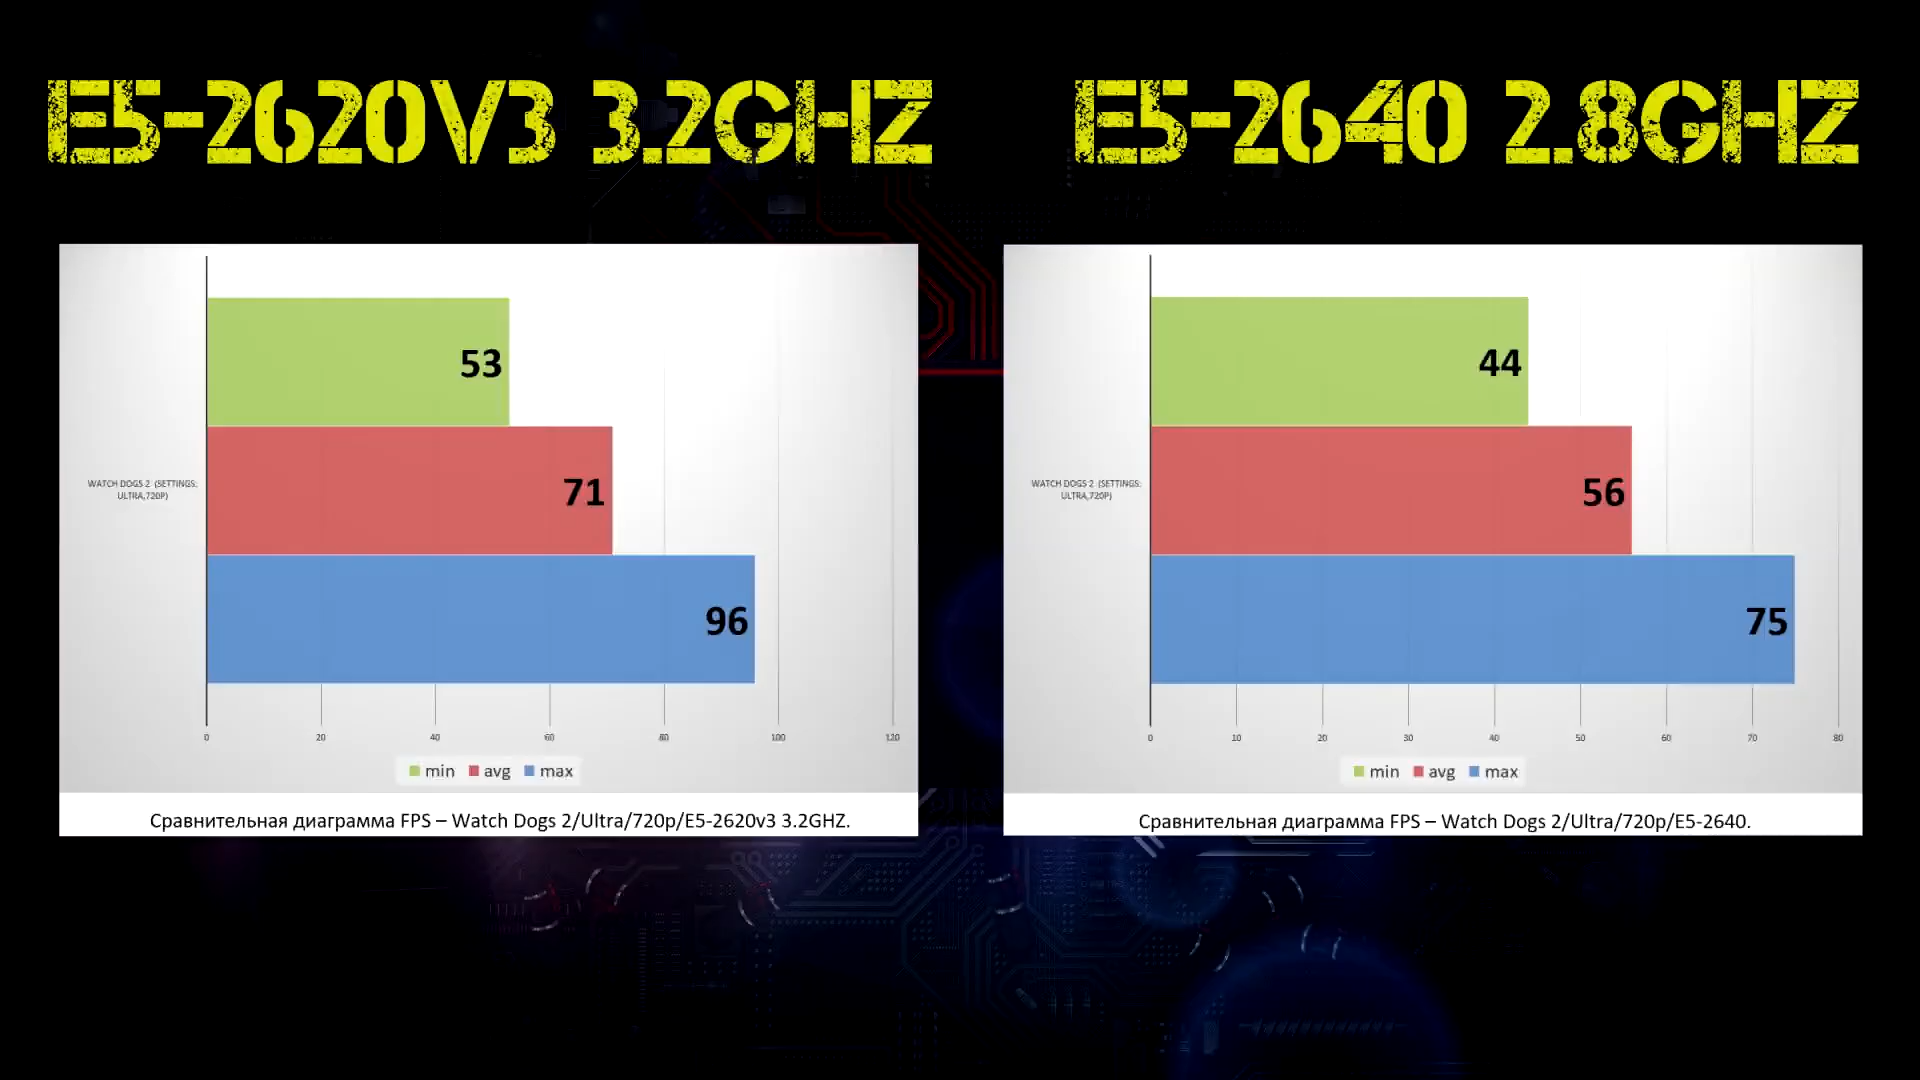 E5-2620V3 3.2GHZ
E5-2640 2.8GHZ
53
71
96
WATCH DOGS 2 (SETTINGS:
ULTRA,720P)
0 20 40 60 80 100 120
min avg max
Сравнительная диаграмма FPS – Watch Dogs 2/Ultra/720p/E5-2620v3 3.2GHZ.
44
56
75
WATCH DOGS 2 (SETTINGS:
ULTRA,720P)
0 10 20 30 40 50 60 70 80
min avg max
Сравнительная диаграмма FPS – Watch Dogs 2/Ultra/720p/E5-2640.